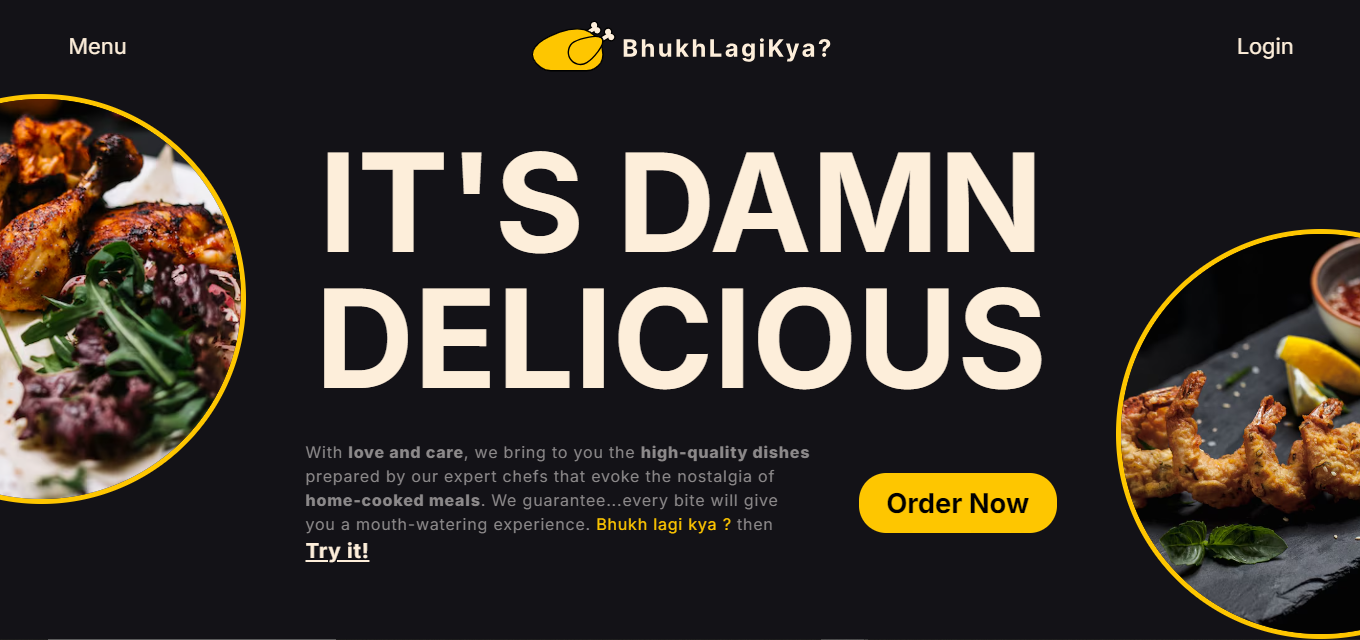 Menu
BhukhLagiKya?
Login
IT'S DAMN
DELICIOUS
With love and care, we bring to you the high-quality dishes
prepared by our expert chefs that evoke the nostalgia of
home-cooked meals. We guarantee...every bite will give
you a mouth-watering experience. Bhukh lagi kya ? then
Try it!
Order Now